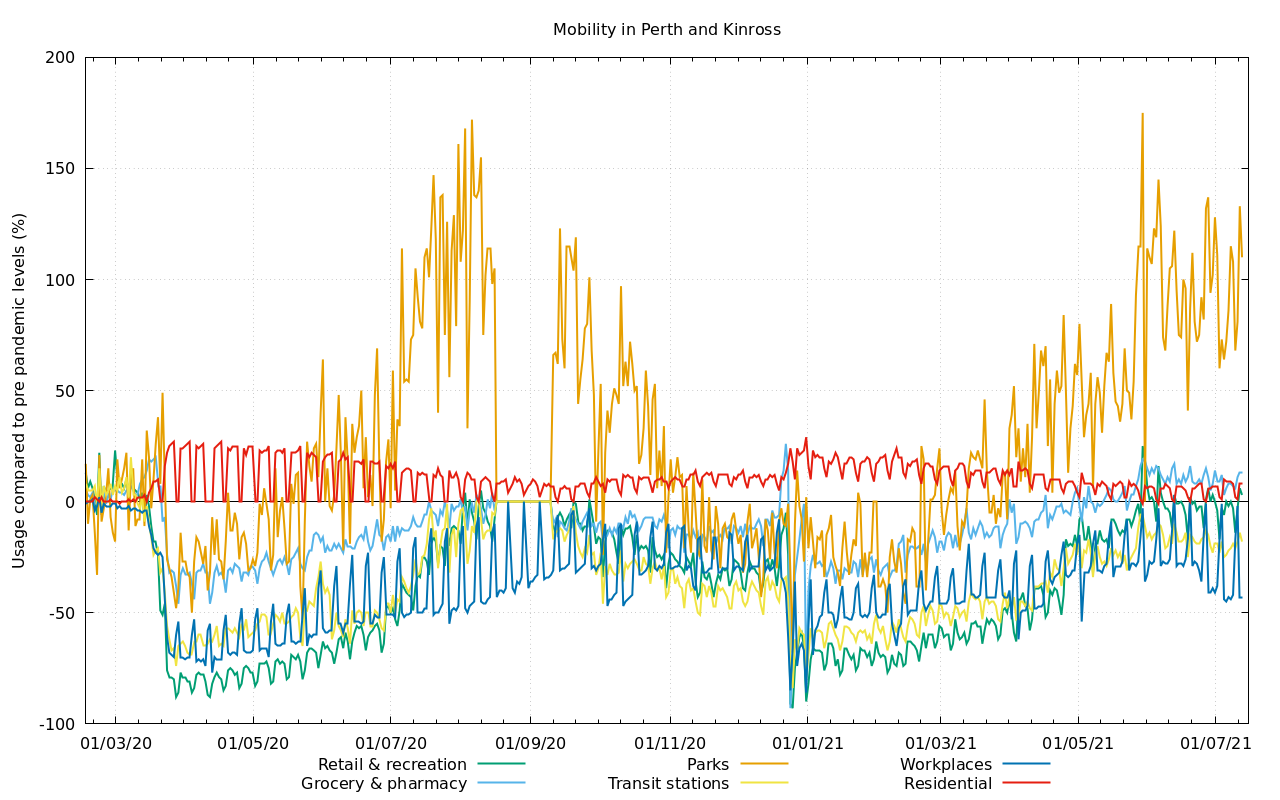 Mobility in Perth and Kinross
Usage compared to pre pandemic levels (%)
200
150
100
50
0
-50
-100
01/03/20 01/05/20 01/07/20 01/09/20 01/11/20 01/01/21 01/03/21 01/05/21 01/07/21
Retail & recreation Parks Workplaces
Grocery & pharmacy Transit stations Residential